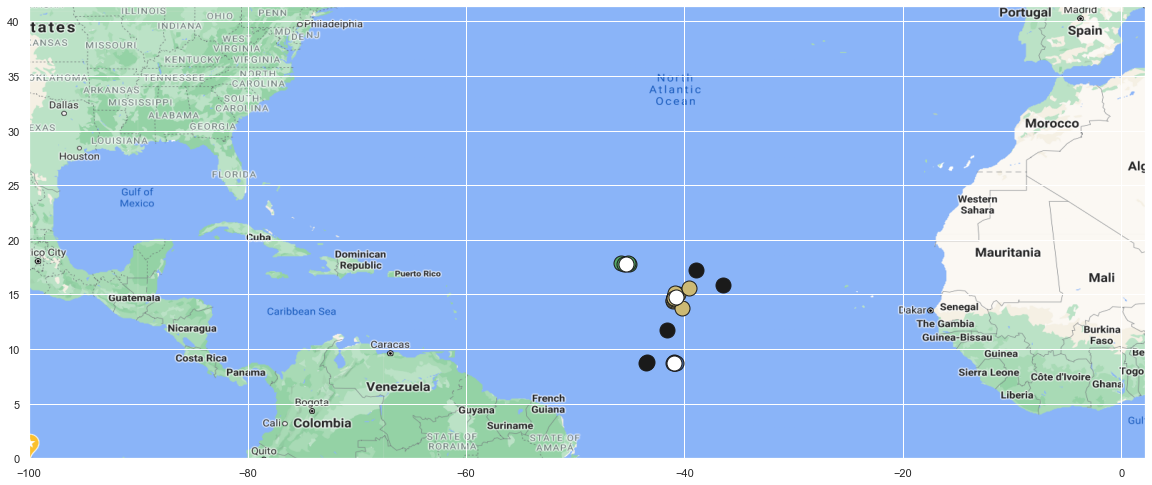 40
35
30
25
20
15
10
5
0
−100
−80
−60
−40
−20
0
tates
ILLINOIS
OHIO
PENN
Philadelphia
INDIANA
MD
DE
NJ
KANSAS
MISSOURI
WEST
VIRGINIA
KENTUCKY
VIRGINIA
OKLAHOMA
TENNESSEE
NORTH
CAROLINA
ARKANSAS
Dallas
MISSISSIPPI
SOUTH
CAROLINA
ALABAMA
GEORGIA
EXAS
LOUISIANA
Houston
FLORIDA
Gulf of
Mexico
Cuba
ico City
Dominican
Republic
Puerto Rico
Guatemala
Caribbean Sea
Nicaragua
Caracas
Costa Rica
Panama
Venezuela
Bogota
Guyana
French
Guiana
Cali
Colombia
Suriname
STATE OF
RORAIMA
STATE OF
AMAPA
Quito
North
Atlantic
Ocean
Portugal
Madrid
Spain
Morocco
Alg
Western
Sahara
Mauritania
Mali
Dakar
Senegal
The Gambia
Guinea-Bissau
Burkina
Faso
Guinea
Be
Sierra Leone
Côte d'Ivoire
Togo
Ghana
Liberia
Gulf